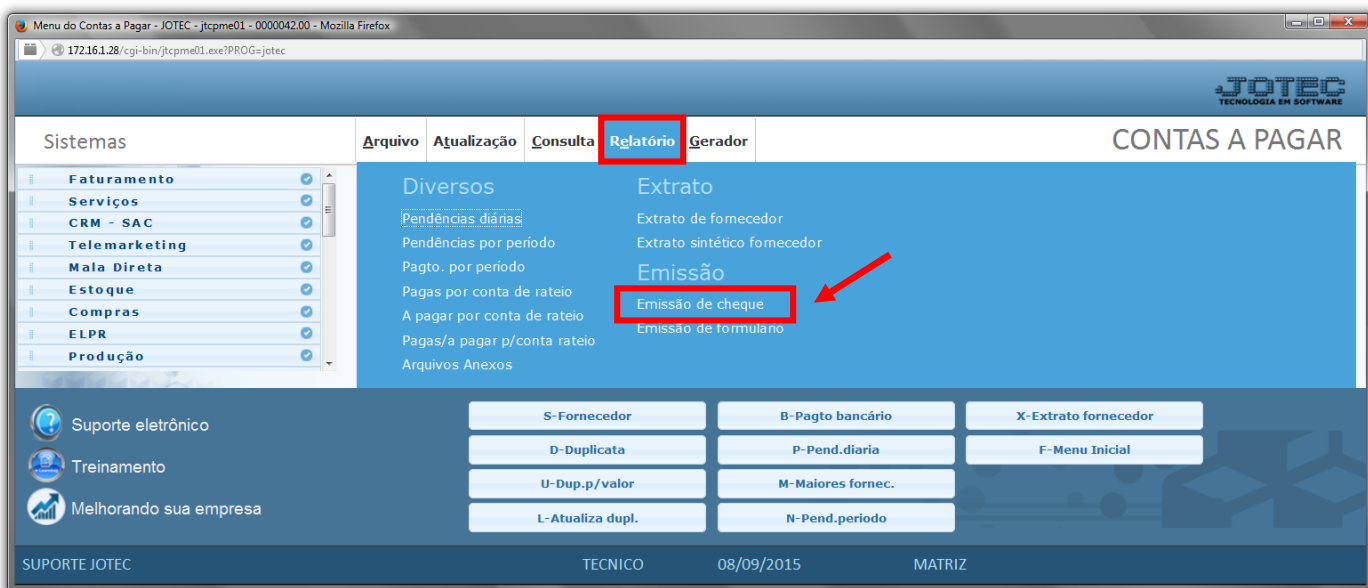 Menu do Contas a Pagar - JOTEC - jtcpme01 - 0000042.00 - Mozilla Firefox
172.16.1.28/cgi-bin/jtcpme01.exe?PROG=jotec
JOTEC
TECNOLOGIA EM SOFTWARE
Sistemas
Arquivo Atualização Consulta Relatório Gerador
CONTAS A PAGAR
Faturamento
Serviços
CRM - SAC
Telemarketing
Mala Direta
Estoque
Compras
ELPR
Produção
Diversos
Pendências diárias
Pendências por período
Pagto. por período
Pagas por conta de rateio
A pagar por conta de rateio
Pagas/a pagar p/conta rateio
Arquivos Anexos
Extrato
Extrato de fornecedor
Extrato sintético fornecedor
Emissão
Emissão de cheque
Emissão de formulário
Suporte eletrônico
Treinamento
Melhorando sua empresa
S-Fornecedor B-Pagto bancário X-Extrato fornecedor
D-Duplicata P-Pend.diaria F-Menu Inicial
U-Dup.p/valor M-Maiores fornec.
L-Atualiza dupl. N-Pend.periodo
SUPORTE JOTEC TECNICO 08/09/2015 MATRIZ